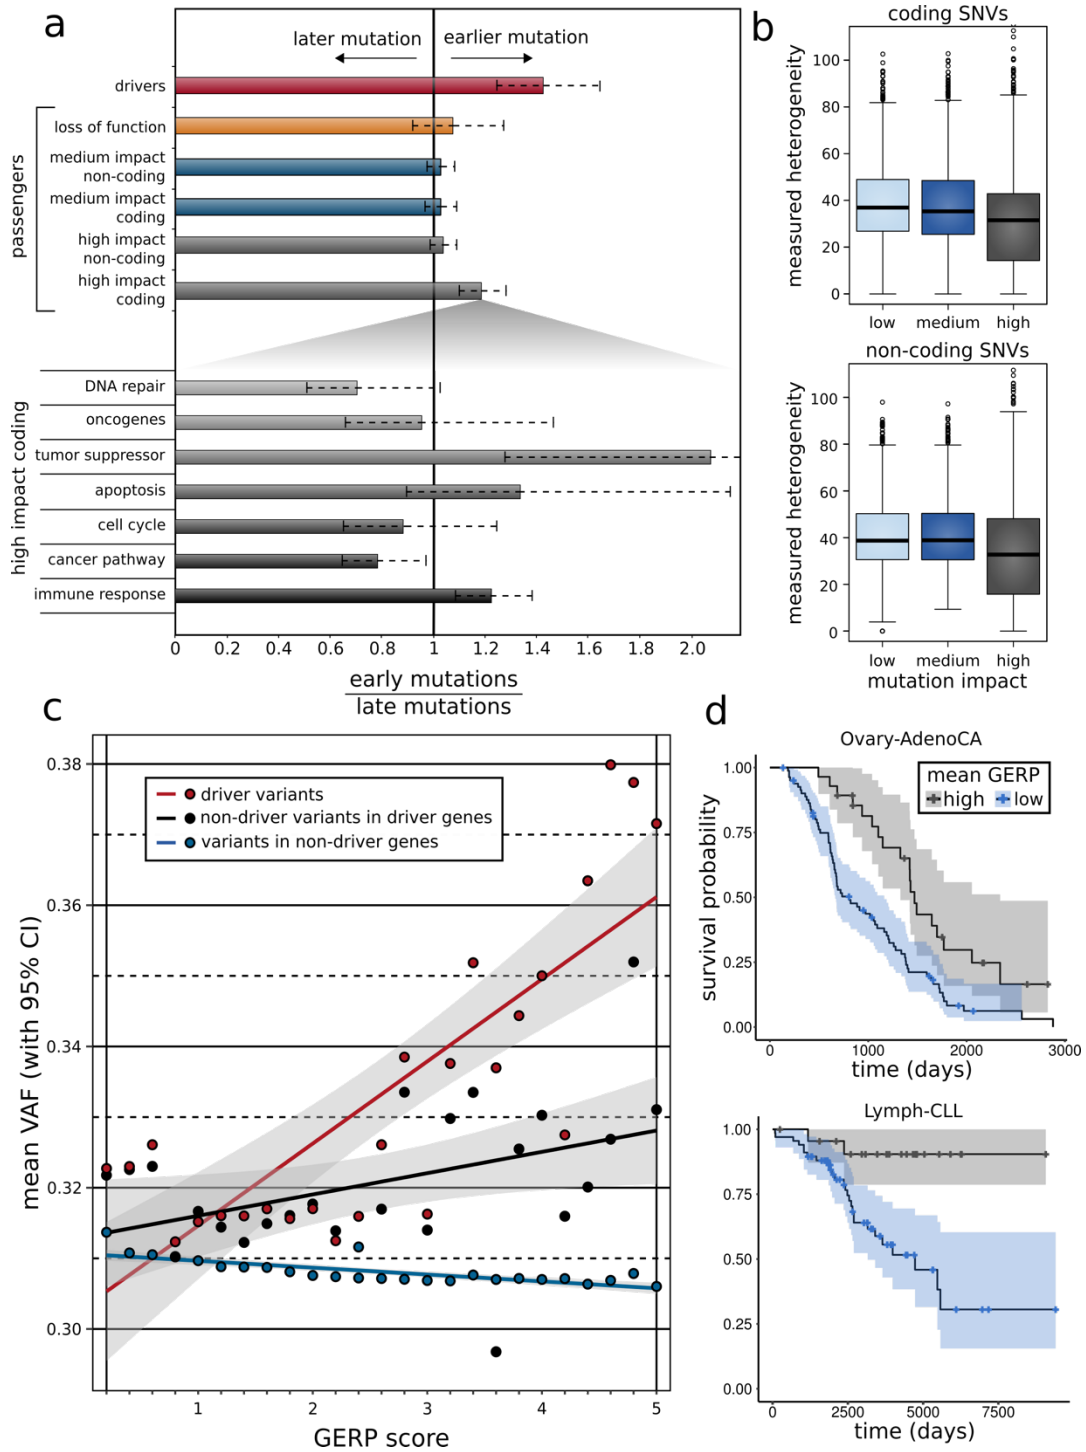 a
later mutation
earlier mutation
drivers
passengers
loss of function
medium impact
non-coding
medium impact
coding
high impact
non-coding
high impact
coding
high impact coding
DNA repair
oncogenes
tumor suppressor
apoptosis
cell cycle
cancer pathway
immune response
0 0.2 0.4 0.6 0.8 1 1.2 1.4 1.6 1.8 2.0
early mutations
late mutations
b
coding SNVs
measured heterogeneity
100
80
60
40
20
0
low medium high
non-coding SNVs
measured heterogeneity
100
80
60
40
20
0
low medium high
mutation impact
c
mean VAF (with 95% CI)
0.38
0.36
0.34
0.32
0.30
driver variants
non-driver variants in driver genes
variants in non-driver genes
1 2 3 4 5
GERP score
d
Ovary-AdenoCA
survival probability
1.00
0.75
0.50
0.25
0.00
mean GERP
high low
0 1000 2000 3000
time (days)
Lymph-CLL
1.00
0.75
0.50
0.25
0.00
0 2500 5000 7500
time (days)